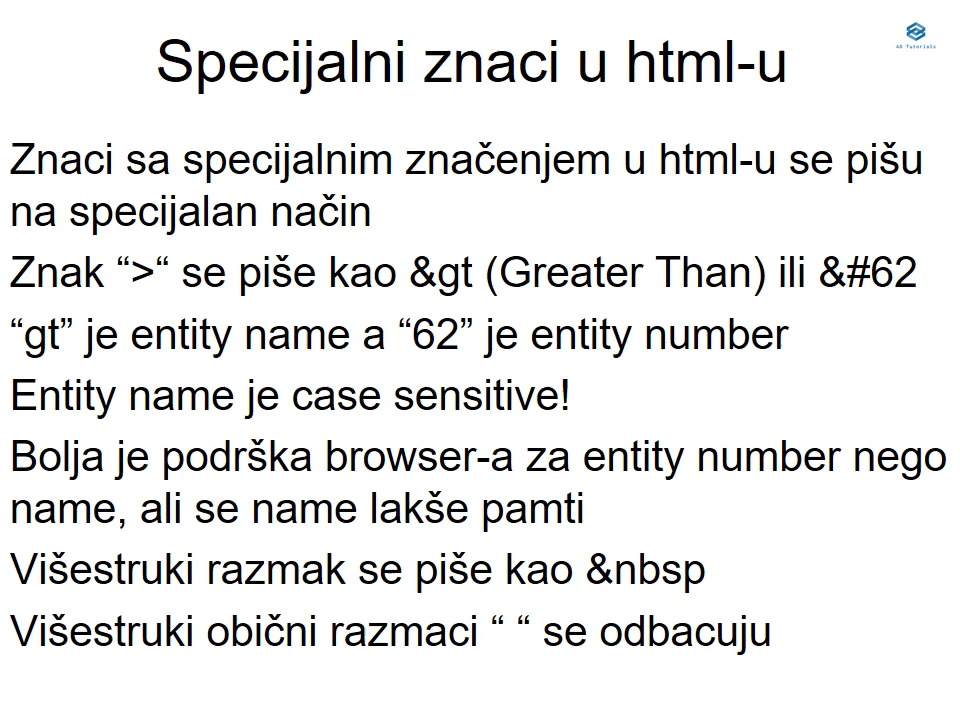 Specijalni znaci u html-u
AD Tutorials
Znaci sa specijalnim značenjem u html-u se pišu
na specijalan način
Znak “>“ se piše kao &gt (Greater Than) ili &#62
“gt” je entity name a “62” je entity number
Entity name je case sensitive!
Bolja je podrška browser-a za entity number nego
name, ali se name lakše pamti
Višestruki razmak se piše kao &nbsp
Višestruki obični razmaci “ “ se odbacuju